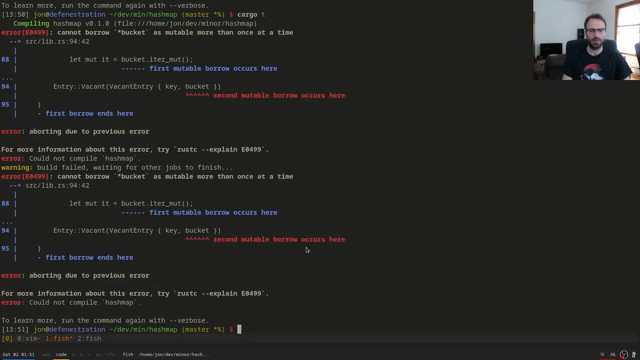 To learn more, run the command again with --verbose.
[13:50] jon@defenestration ~/dev/minor/hashmap (master *%) $ cargo t
Compiling hashmap v0.1.0 (file:///home/jon/dev/minor/hashmap)
error[E0499]: cannot borrow `*bucket` as mutable more than once at a time
--> src/lib.rs:94:42
|
88 |         let mut it = bucket.iter_mut();
|                      ------ first mutable borrow occurs here
...
94 |     Entry::Vacant(VacantEntry { key, bucket })
|                                      ^^^^^^ second mutable borrow occurs here
95 |     }
|     - first borrow ends here
error: aborting due to previous error
For more information about this error, try `rustc --explain E0499`.
error: Could not compile `hashmap`.
warning: build failed, waiting for other jobs to finish...
error[E0499]: cannot borrow `*bucket` as mutable more than once at a time
--> src/lib.rs:94:42
|
88 |         let mut it = bucket.iter_mut();
|                      ------ first mutable borrow occurs here
...
94 |     Entry::Vacant(VacantEntry { key, bucket })
|                                      ^^^^^^ second mutable borrow occurs here
95 |     }
|     - first borrow ends here
error: aborting due to previous error
For more information about this error, try `rustc --explain E0499`.
error: Could not compile `hashmap`.
To learn more, run the command again with --verbose.
[13:51] jon@defenestration ~/dev/minor/hashmap (master *%) $
[0] 0:vim- 1:fish* 2:fish
code fish /home/jon/dev/minor/hash